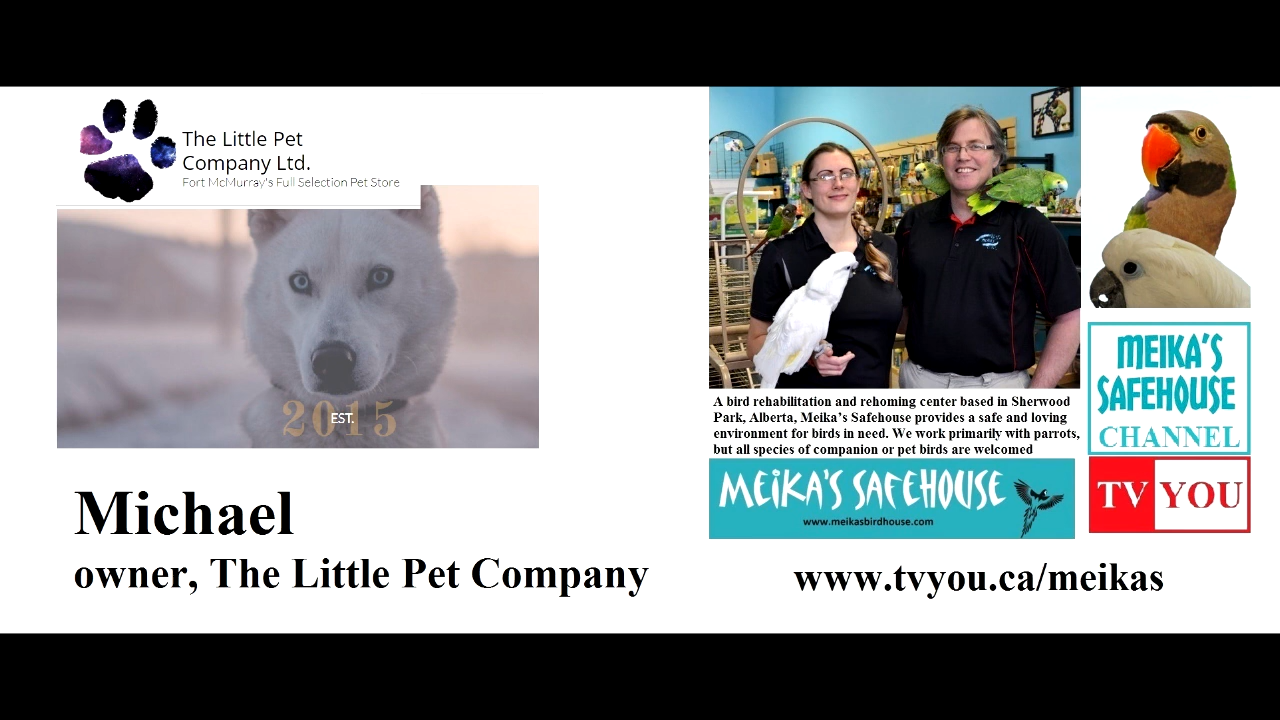 The Little Pet
Company Ltd.
Fort McMurray's Full Selection Pet Store
2015
EST.
Michael
owner, The Little Pet Company
A bird rehabilitation and rehoming center based in Sherwood
Park, Alberta, Meika's Safehouse provides a safe and loving
environment for birds in need. We work primarily with parrots,
but all species of companion or pet birds are welcomed
MEIKA'S SAFEHOUSE
www.meikasbirdhouse.com
MEIKA'S
SAFEHOUSE
CHANNEL
TV YOU
www.tvyou.ca/meikas